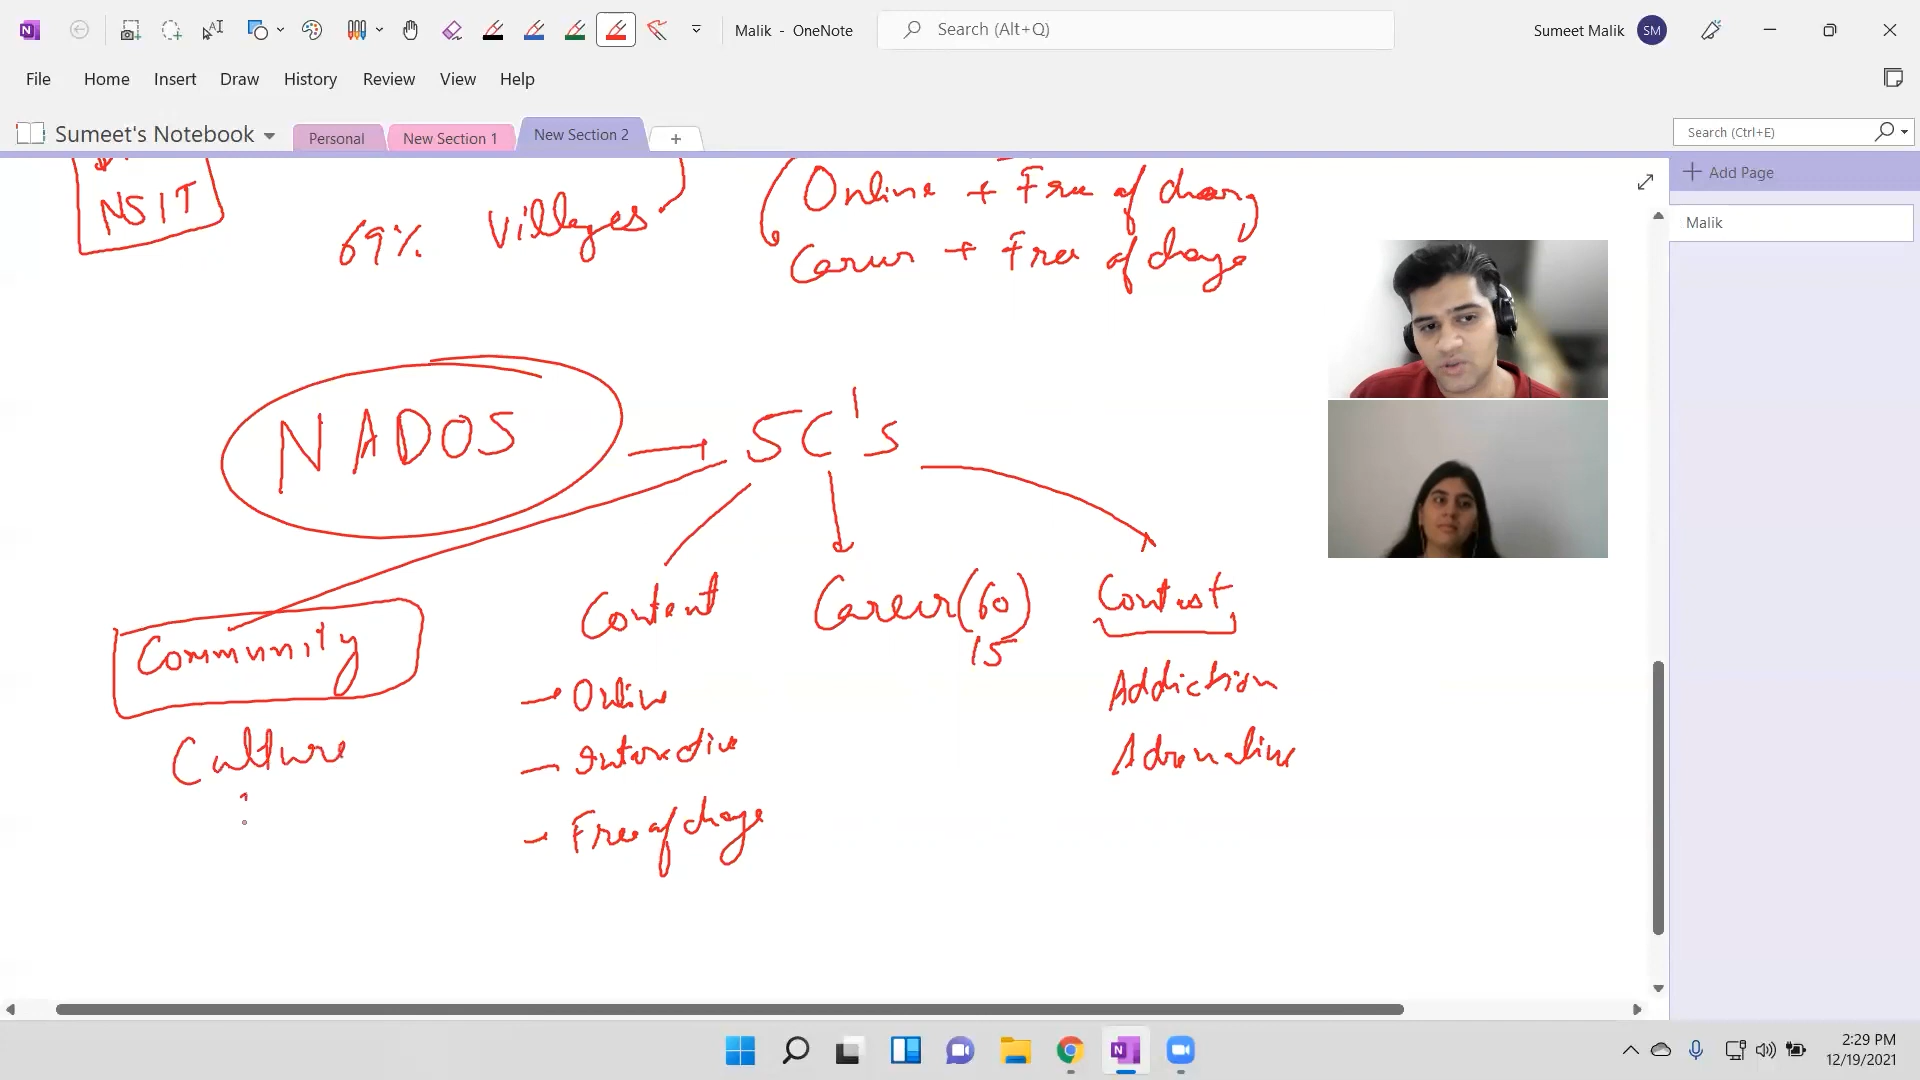 Malik - OneNote
Search (Alt+Q)
Sumeet Malik
SM
File Home Insert Draw History Review View Help
Sumeet's Notebook
Personal
New Section 1
New Section 2
Search (Ctrl+E)
Add Page
Malik
NSIT
69% Villages
Online + Free of charg
Career + Free of charge
NADOS
5C's
Community
Culture
Content
→ Online
- Interactive
- Free of charge
Career (60)
15
Contest
Addiction
Adrenaline
2:29 PM
12/19/2021